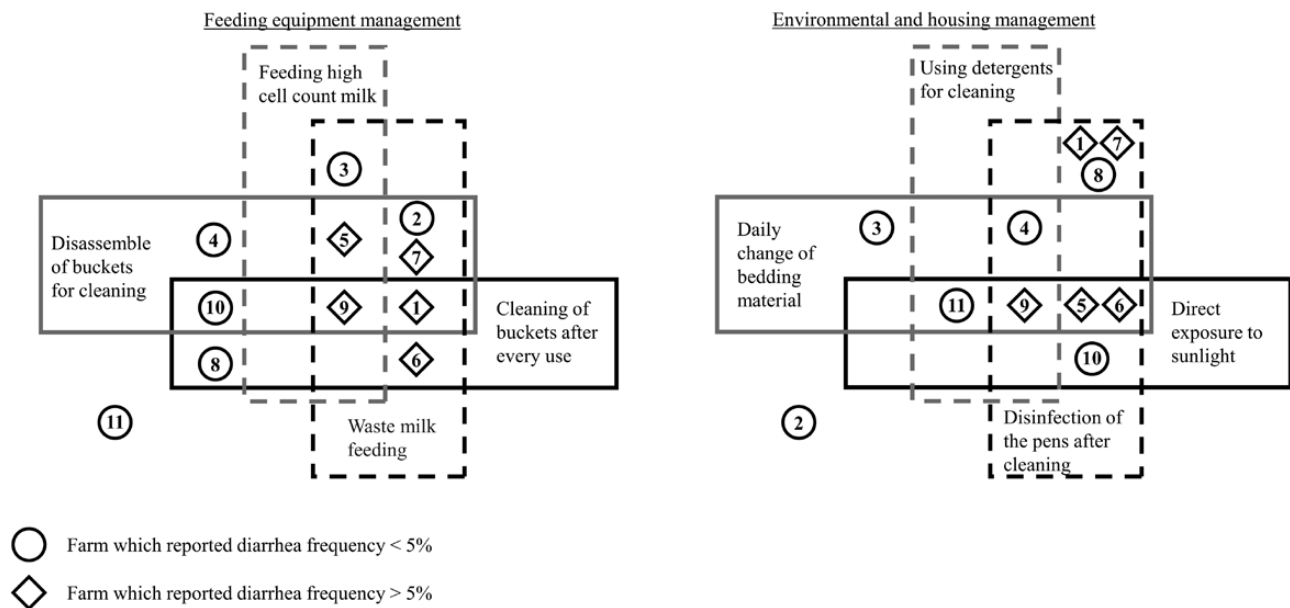 Feeding equipment management
Feeding high
cell count milk
3
2
4
5
7
Disassemble
of buckets
for cleaning
10
9
1
Cleaning of
buckets after
every use
8
6
11
Waste milk
feeding
Environmental and housing management
Using detergents
for cleaning
1
7
8
3
4
Daily
change of
bedding
material
11
9
5
6
Direct
exposure to
sunlight
10
2
Disinfection of
the pens after
cleaning
Farm which reported diarrhea frequency < 5%
Farm which reported diarrhea frequency > 5%